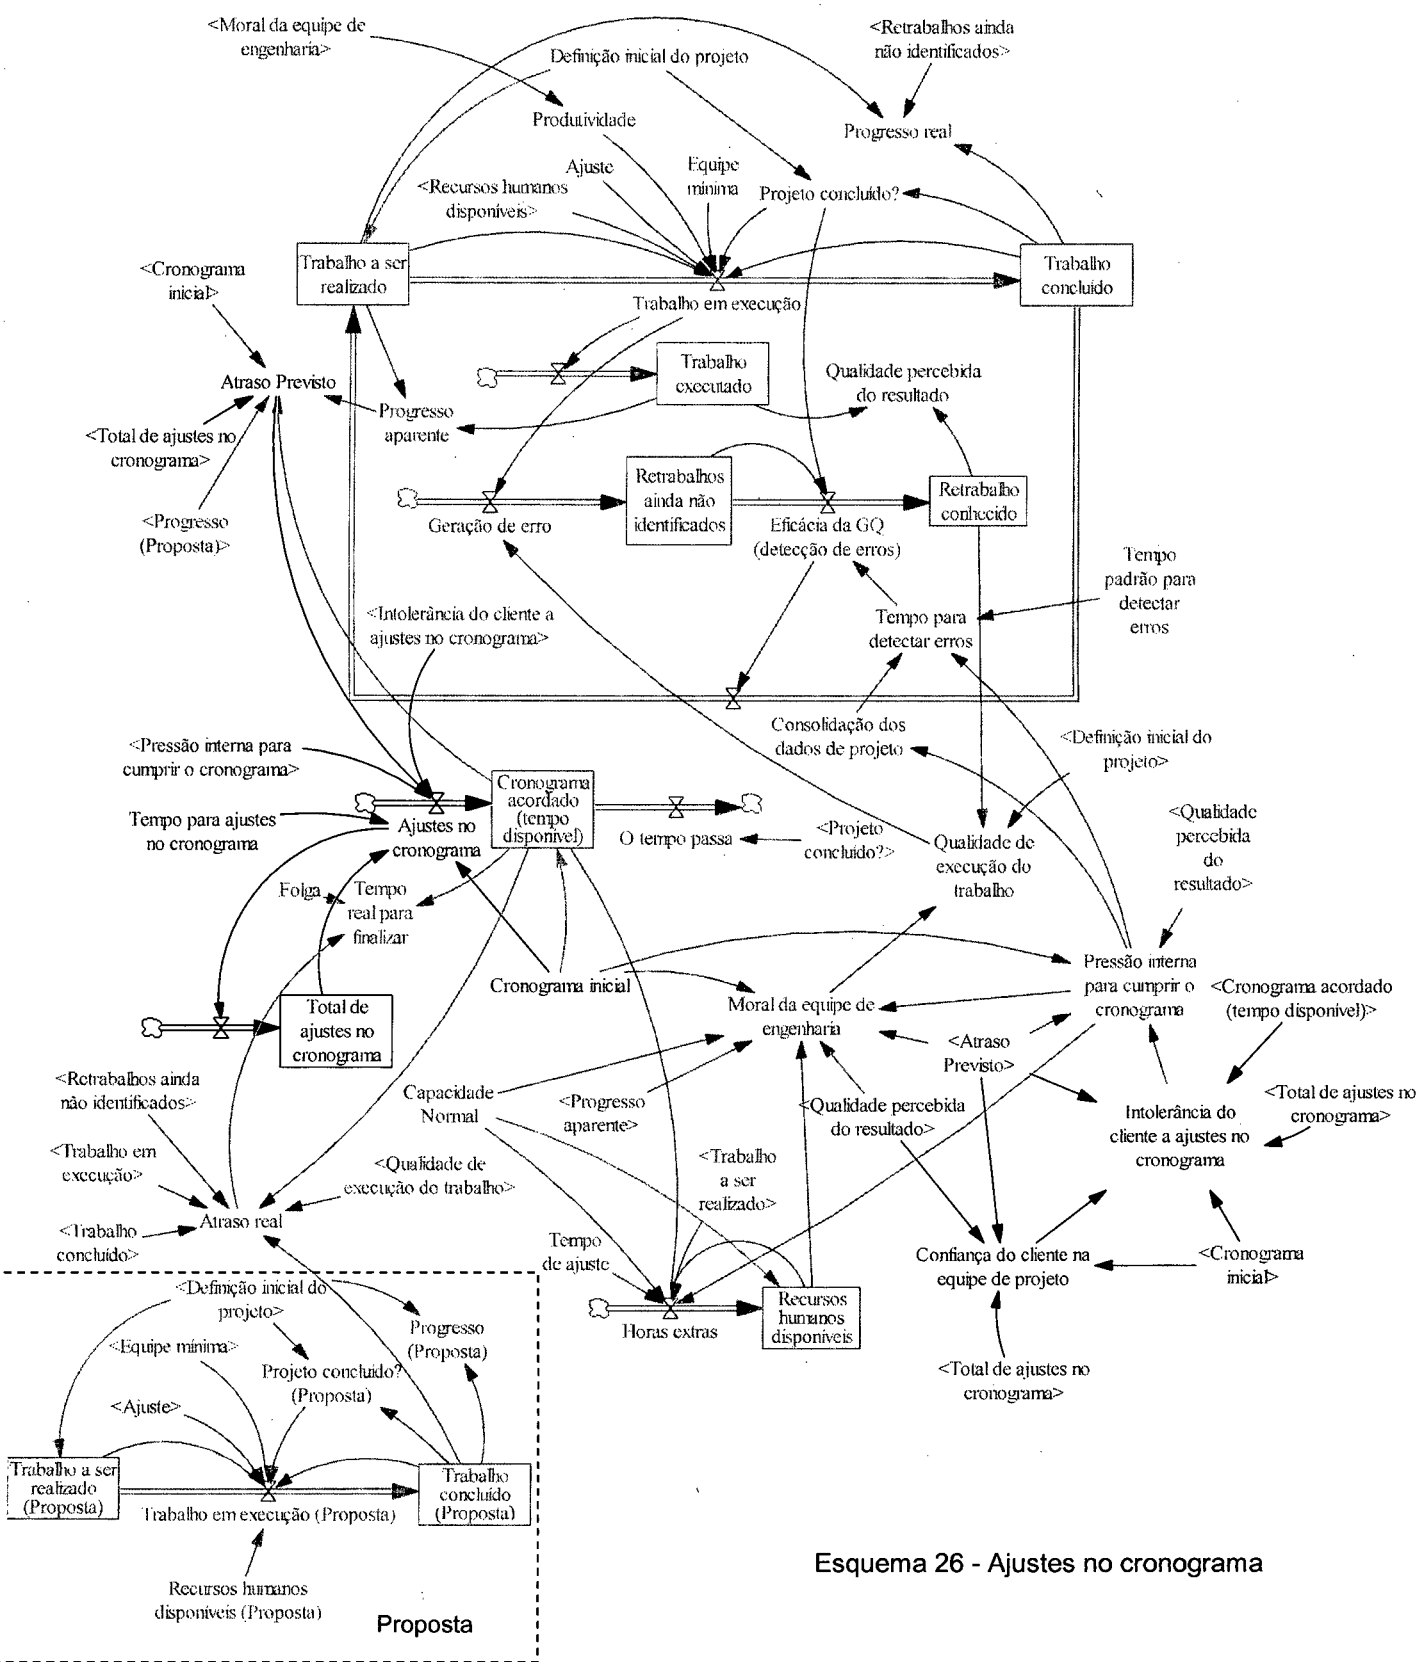 <Moral da equipe de
engenharia>
Definição inicial do projeto
<Retrabalhos ainda
não identificados>
Produtividade
Progresso real
Ajuste
Equipe
mínima
<Recursos humanos
disponíveis>
Projeto concluído?
<Cronograma
inicial>
Trabalho a ser
realizado
Trabalho
concluído
Trabalho em execução
Atraso Previsto
Trabalho
executado
Qualidade percebida
do resultado
Progresso
aparente
<Total de ajustes no
cronograma>
<Progresso
(Proposta)>
Geração de erro
Retrabalhos
ainda não
identificados
Eficácia da GQ
(detecção de erros)
Retrabalho
conhecido
Tempo
padrão para
detectar
erros
<Intolerância do cliente a
ajustes no cronograma>
Tempo para
detectar erros
Consolidação dos
dados de projeto
<Definição inicial do
projeto>
<Pressão interna para
cumprir o cronograma>
Tempo para ajustes
no cronograma
Ajustes no
cronograma
Cronograma
acordado
(tempo
disponível)
O tempo passa
<Projeto
concluído?>
Qualidade de
execução do
trabalho
<Qualidade
percebida
do
resultado>
Folga
Tempo
real para
finalizar
Cronograma inicial
Total de
ajustes no
cronograma
Moral da equipe de
engenharia
Pressão interna
para cumprir o
cronograma
<Cronograma acordado
(tempo disponível)>
<Atraso
Previsto>
<Retrabalhos ainda
não identificados>
Capacidade
Normal
<Progresso
aparente>
<Qualidade percebida
do resultado>
Intolerância do
cliente a ajustes no
cronograma
<Total de ajustes no
cronograma>
<Trabalho em
execução>
<Qualidade de
execução do trabalho>
<Trabalho
a ser
realizado>
Atraso real
<Trabalho
concluído>
Tempo
de ajuste
Confiança do cliente na
equipe de projeto
<Cronograma
inicial>
Horas extras
Recursos
humanos
disponíveis
<Total de ajustes no
cronograma>
<Definição inicial do
projeto>
Progresso
(Proposta)
<Equipe mínima>
Projeto concluído?
(Proposta)
<Ajuste>
Trabalho a ser
realizado
(Proposta)
Trabalho em execução (Proposta)
Trabalho
concluído
(Proposta)
Recursos humanos
disponíveis (Proposta)
Proposta
Esquema 26 - Ajustes no cronograma